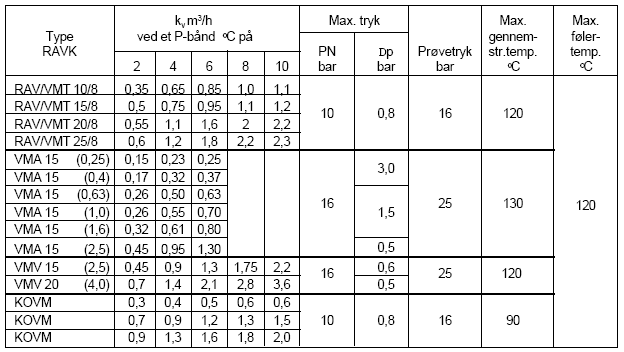 Type RAVK | kv m³/h ved et P-bånd ºC på | Max. tryk | Prøvetryk bar | Max. gennem-str.temp. ºC | Max. føler-temp. ºC
2 | 4 | 6 | 8 | 10 | PN bar | Dp bar
RAV/VMT 10/8 | 0,35 | 0,65 | 0,85 | 1,0 | 1,1
RAV/VMT 15/8 | 0,5 | 0,75 | 0,95 | 1,1 | 1,2
10 | 0,8 | 16 | 120
RAV/VMT 20/8 | 0,55 | 1,1 | 1,6 | 2 | 2,2
RAV/VMT 25/8 | 0,6 | 1,2 | 1,8 | 2,2 | 2,3
VMA 15 (0,25) | 0,15 | 0,23 | 0,25
3,0
VMA 15 (0,4) | 0,17 | 0,32 | 0,37
VMA 15 (0,63) | 0,26 | 0,50 | 0,63
16 | 1,5 | 25 | 130 | 120
VMA 15 (1,0) | 0,26 | 0,55 | 0,70
VMA 15 (1,6) | 0,32 | 0,61 | 0,80
VMA 15 (2,5) | 0,45 | 0,95 | 1,30 | 0,5
VMV 15 (2,5) | 0,45 | 0,9 | 1,3 | 1,75 | 2,2 | 0,6
16 | 25 | 120
VMV 20 (4,0) | 0,7 | 1,4 | 2,1 | 2,8 | 3,6 | 0,5
KOVM | 0,3 | 0,4 | 0,5 | 0,6 | 0,6
KOVM | 0,7 | 0,9 | 1,2 | 1,3 | 1,5 | 10 | 0,8 | 16 | 90
KOVM | 0,9 | 1,3 | 1,6 | 1,8 | 2,0